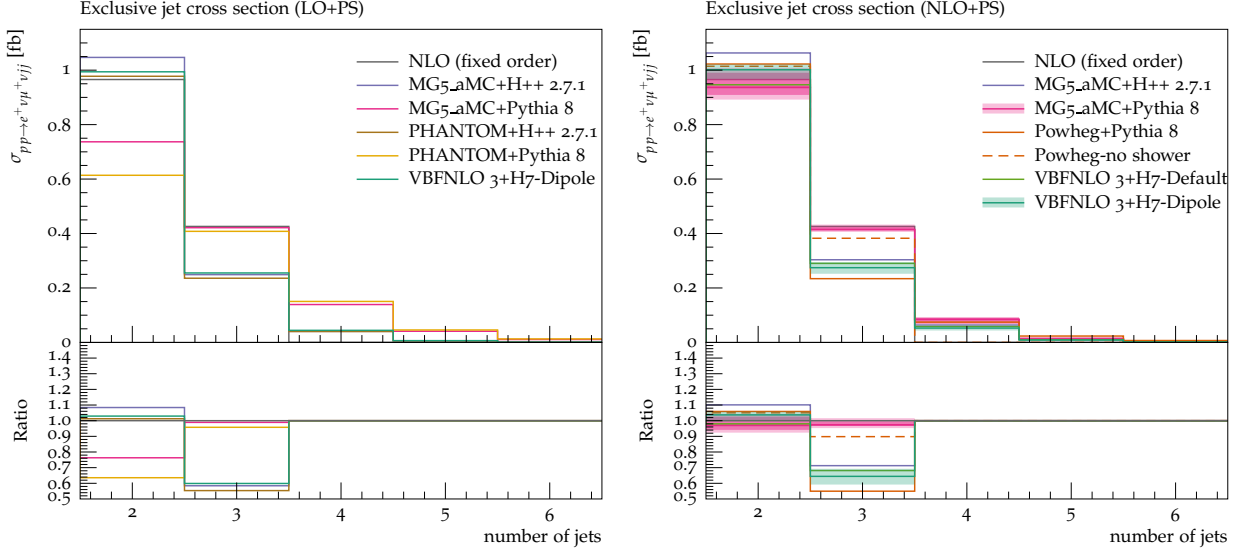 Exclusive jet cross section (LO+PS)
σ_{pp→e⁺νμ⁺νjj} [fb]
NLO (fixed order)
MG5_aMC+H++ 2.7.1
MG5_aMC+Pythia 8
PHANTOM+H++ 2.7.1
PHANTOM+Pythia 8
VBFNLO 3+H7-Dipole
1
0.8
0.6
0.4
0.2
0
Ratio
1.4
1.3
1.2
1.1
1.0
0.9
0.8
0.7
0.6
0.5
2 3 4 5 6
number of jets
Exclusive jet cross section (NLO+PS)
σ_{pp→e⁺νμ⁺νjj} [fb]
NLO (fixed order)
MG5_aMC+H++ 2.7.1
MG5_aMC+Pythia 8
Powheg+Pythia 8
Powheg-no shower
VBFNLO 3+H7-Default
VBFNLO 3+H7-Dipole
1
0.8
0.6
0.4
0.2
0
Ratio
1.4
1.3
1.2
1.1
1.0
0.9
0.8
0.7
0.6
0.5
2 3 4 5 6
number of jets